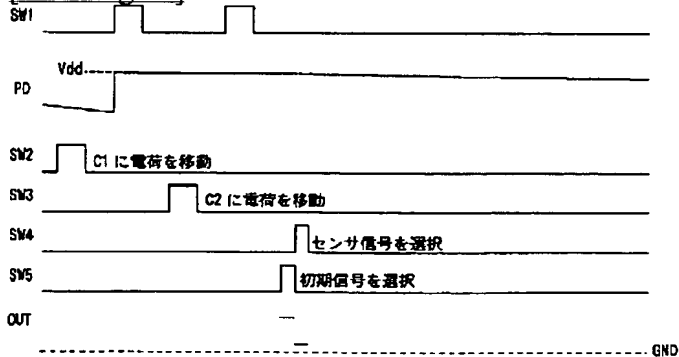 SW1
Vdd
PD
SW2
C1 に電荷を移動
SW3
C2 に電荷を移動
SW4
センサ信号を選択
SW5
初期信号を選択
OUT
GND